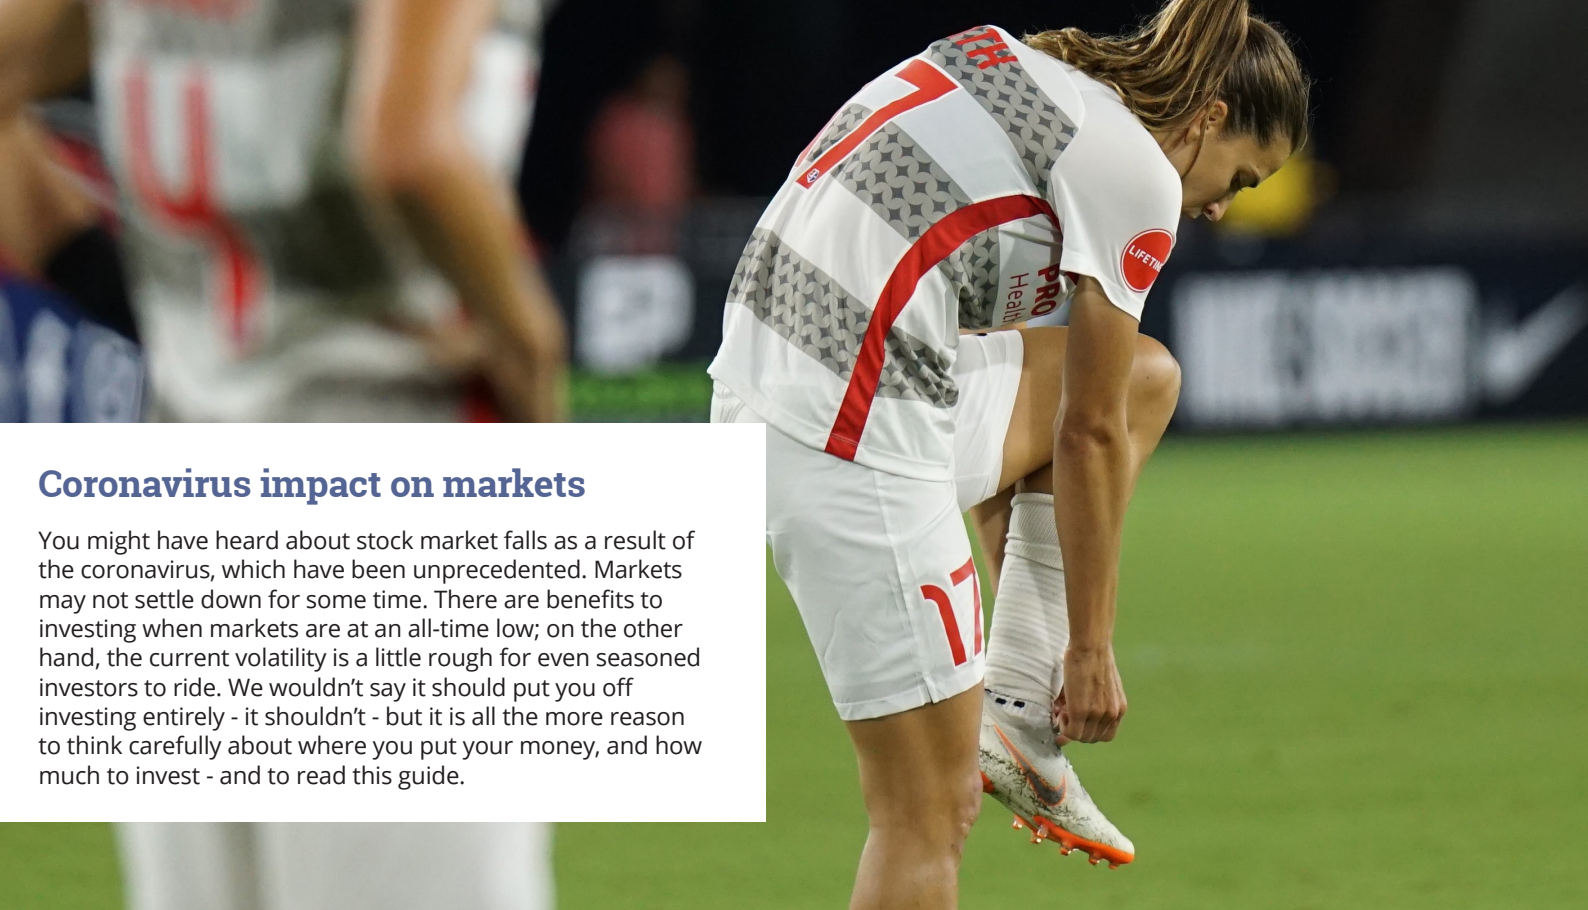 TH
17
4
LIFETIM
PRO
Healt
17
Coronavirus impact on markets
You might have heard about stock market falls as a result of
the coronavirus, which have been unprecedented. Markets
may not settle down for some time. There are benefits to
investing when markets are at an all-time low; on the other
hand, the current volatility is a little rough for even seasoned
investors to ride. We wouldn’t say it should put you off
investing entirely - it shouldn’t - but it is all the more reason
to think carefully about where you put your money, and how
much to invest - and to read this guide.